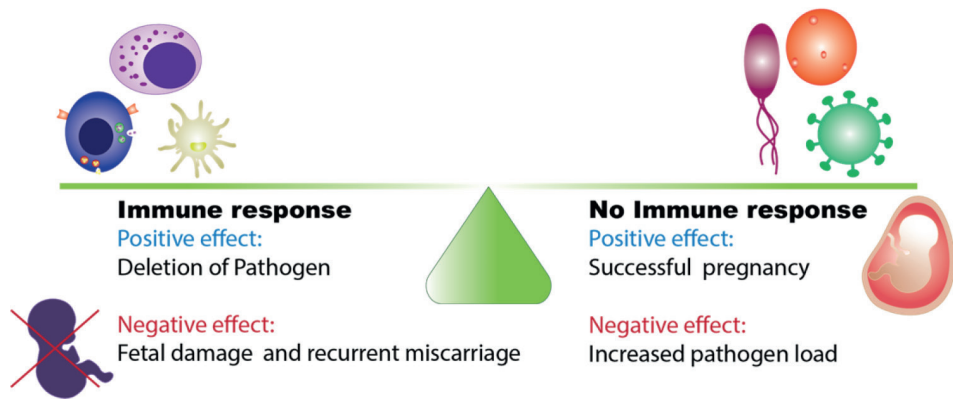 Immune response
Positive effect:
Deletion of Pathogen
Negative effect:
Fetal damage and recurrent miscarriage
No Immune response
Positive effect:
Successful pregnancy
Negative effect:
Increased pathogen load